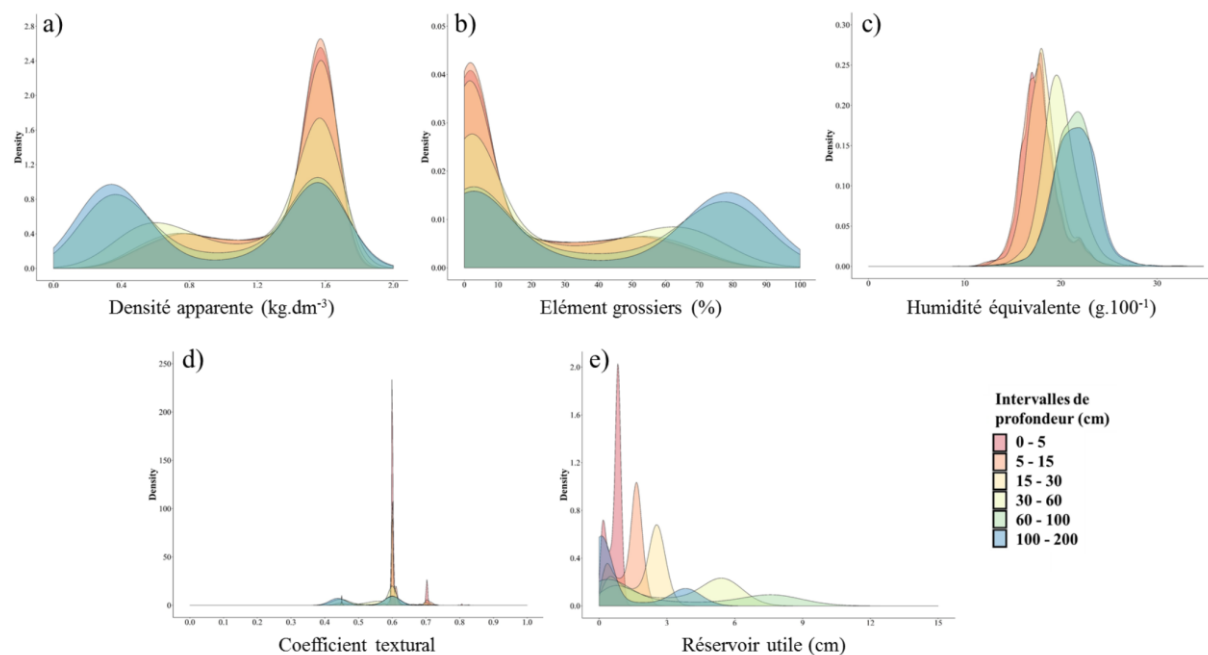 a)
2.8
2.4
2.0
1.6
1.2
0.8
0.4
0.0
Density
0.0 0.4 0.8 1.2 1.6 2.0
Densité apparente (kg.dm⁻³)
b)
0.05
0.04
0.03
0.02
0.01
0.00
Density
0 10 20 30 40 50 60 70 80 90 100
Elément grossiers (%)
c)
0.30
0.25
0.20
0.15
0.10
0.05
0.00
Density
0 10 20 30
Humidité équivalente (g.100⁻¹)
d)
250
200
150
100
50
0
Density
0.0 0.1 0.2 0.3 0.4 0.5 0.6 0.7 0.8 0.9 1.0
Coefficient textural
e)
2.0
1.6
1.2
0.8
0.4
0.0
Density
0 3 6 9 12 15
Réservoir utile (cm)
Intervalles de
profondeur (cm)
0 - 5
5 - 15
15 - 30
30 - 60
60 - 100
100 - 200